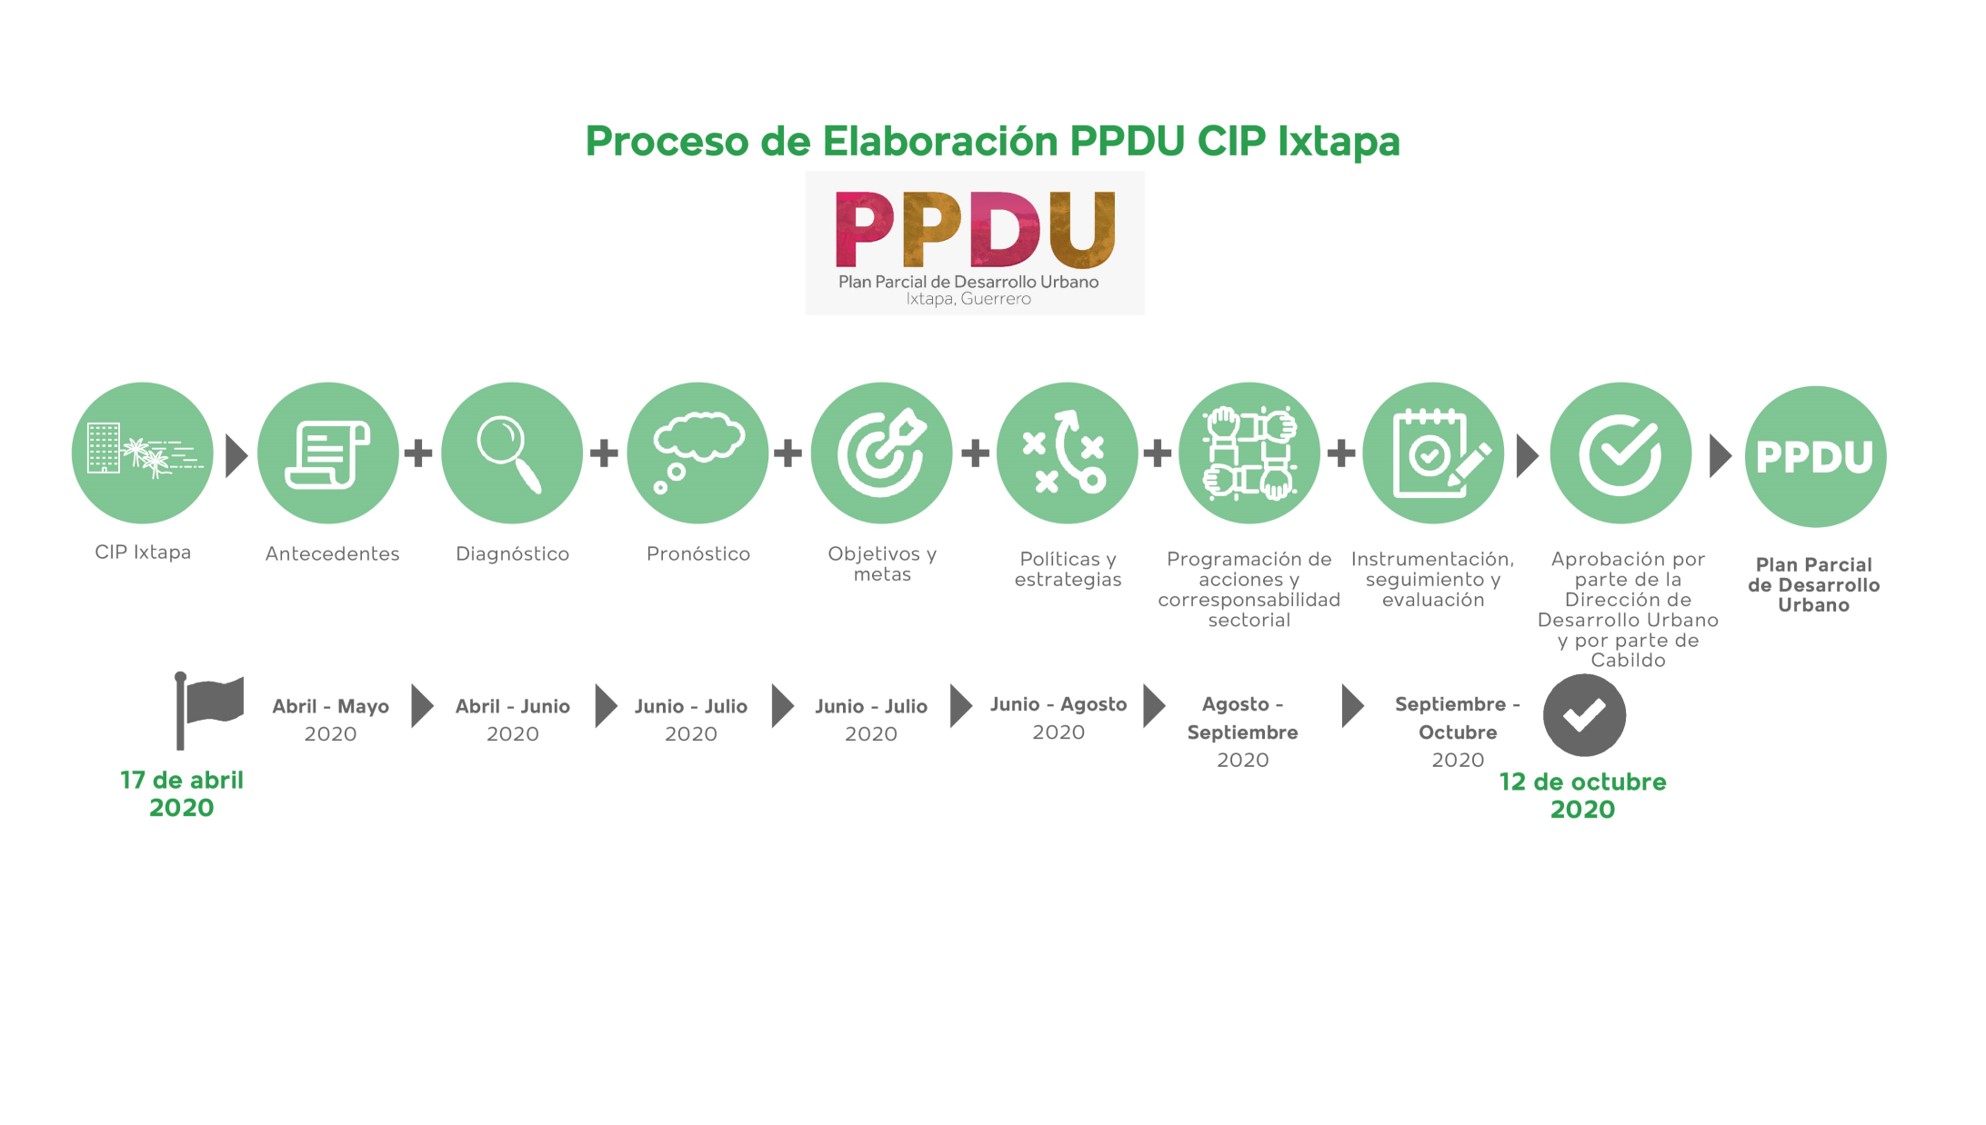 Proceso de Elaboración PPDU CIP Ixtapa
PPDU
Plan Parcial de Desarrollo Urbano
Ixtapa, Guerrero
PPDU
CIP Ixtapa
Antecedentes
Diagnóstico
Pronóstico
Objetivos y
metas
Políticas y
estrategias
Programación de
acciones y
corresponsabilidad
sectorial
Instrumentación,
seguimiento y
evaluación
Aprobación por
parte de la
Dirección de
Desarrollo Urbano
y por parte de
Cabildo
Plan Parcial
de Desarrollo
Urbano
17 de abril
2020
Abril - Mayo
2020
Abril - Junio
2020
Junio - Julio
2020
Junio - Julio
2020
Junio - Agosto
2020
Agosto -
Septiembre
2020
Septiembre -
Octubre
2020
12 de octubre
2020